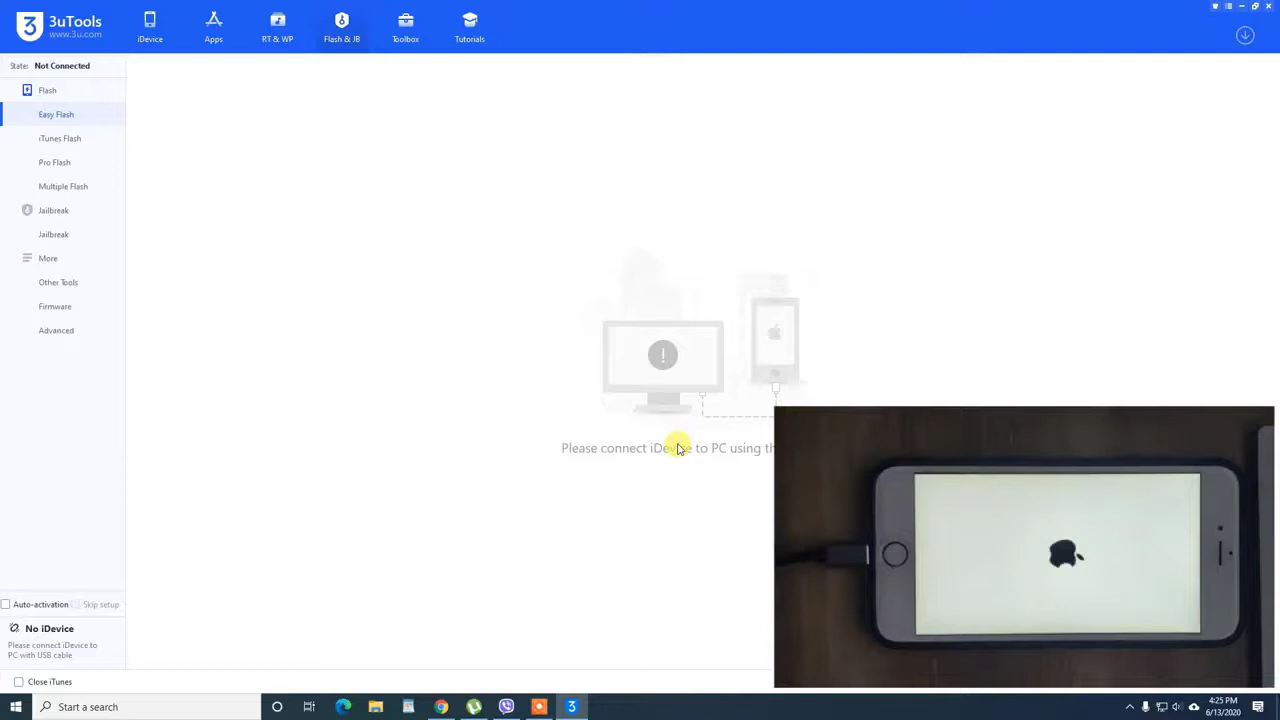 3uTools
www.3u.com
iDevice
Apps
RT & WP
Flash & JB
Toolbox
Tutorials
State: Not Connected
Flash
Easy Flash
iTunes Flash
Pro Flash
Multiple Flash
Jailbreak
Jailbreak
More
Other Tools
Firmware
Advanced
Please connect iDevice to PC using th
Auto-activation
Skip setup
No iDevice
Please connect iDevice to
PC with USB cable
Close iTunes
Start a search
4:25 PM
6/13/2020